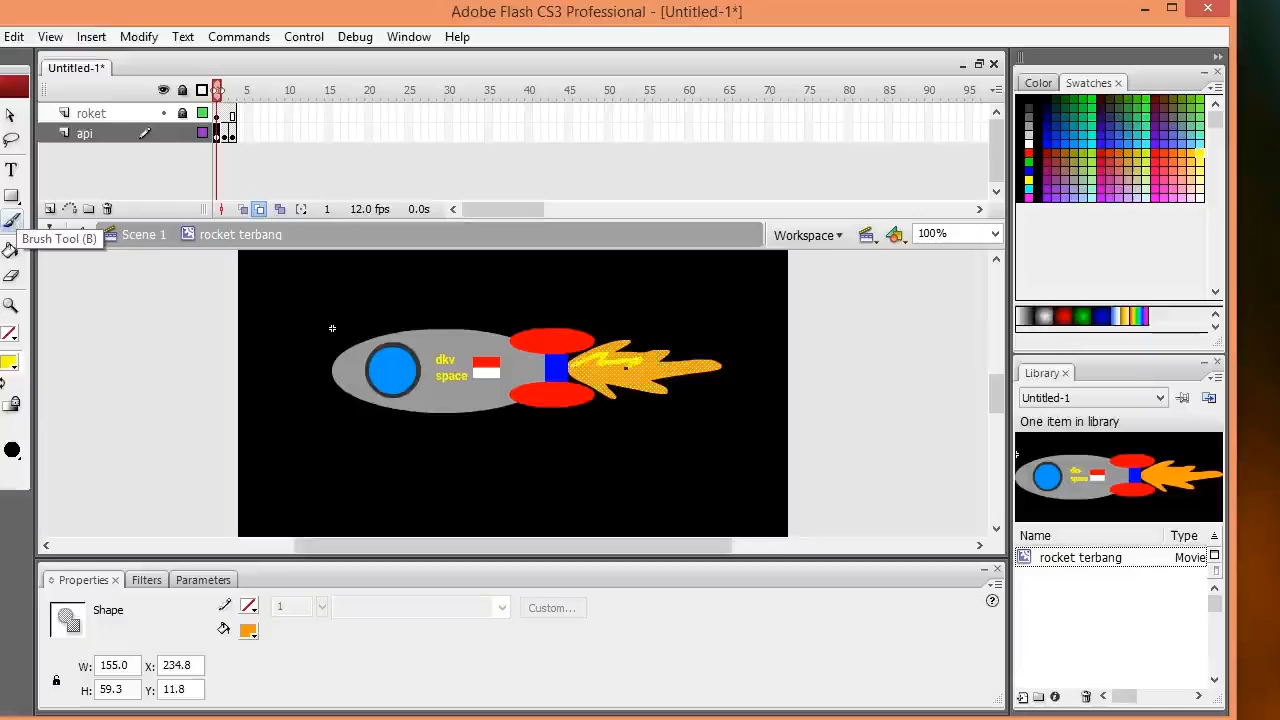 Adobe Flash CS3 Professional - [Untitled-1*]
Edit View Insert Modify Text Commands Control Debug Window Help
Untitled-1*
5 10 15 20 25 30 35 40 45 50 55 60 65 70 75 80 85 90 95
roket
api
1 12.0 fps 0.0s
Brush Tool (B)
Scene 1 rocket terbang
Workspace 100%
dkv
space
Properties Filters Parameters
Shape
1
Custom...
W: 155.0 X: 234.8
H: 59.3 Y: 11.8
Color Swatches
Library
Untitled-1
One item in library
dkv
space
Name Type
rocket terbang Movie